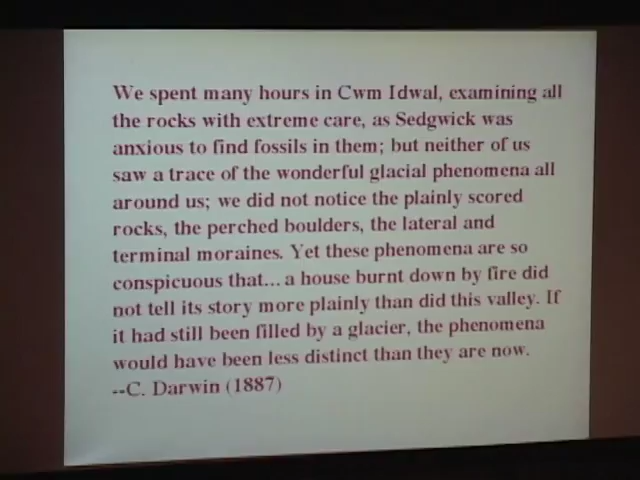 We spent many hours in Cwm Idwal, examining all
the rocks with extreme care, as Sedgwick was
anxious to find fossils in them; but neither of us
saw a trace of the wonderful glacial phenomena all
around us; we did not notice the plainly scored
rocks, the perched boulders, the lateral and
terminal moraines. Yet these phenomena are so
conspicuous that... a house burnt down by fire did
not tell its story more plainly than did this valley. If
it had still been filled by a glacier, the phenomena
would have been less distinct than they are now.
--C. Darwin (1887)